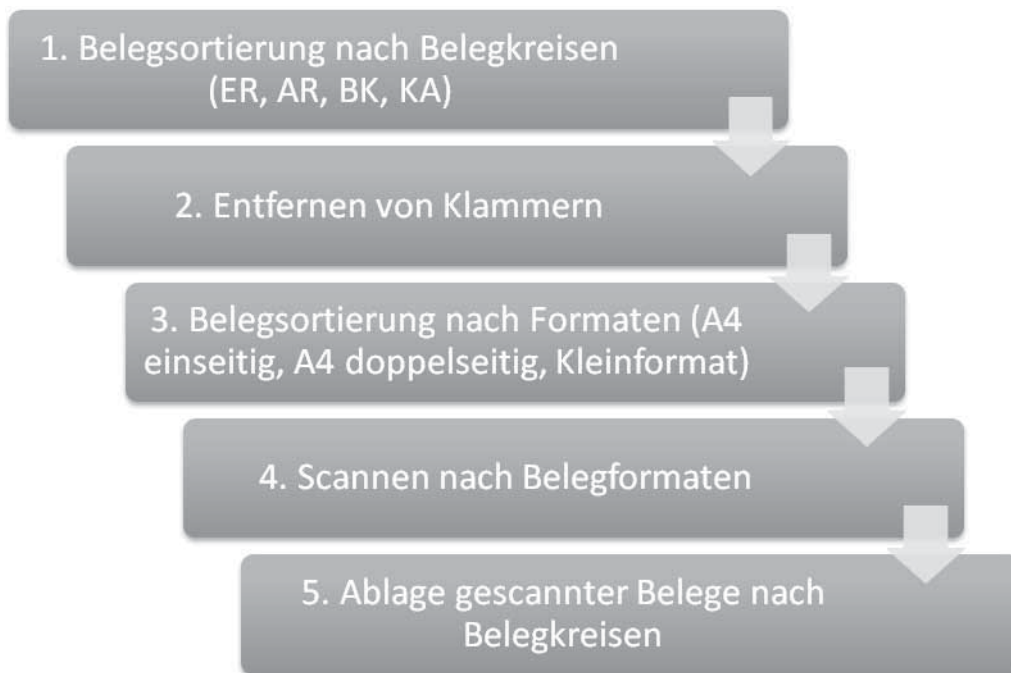 1. Belegsortierung nach Belegkreisen
(ER, AR, BK, KA)
2. Entfernen von Klammern
3. Belegsortierung nach Formaten (A4
einseitig, A4 doppelseitig, Kleinformat)
4. Scannen nach Belegformaten
5. Ablage gescannter Belege nach
Belegkreisen